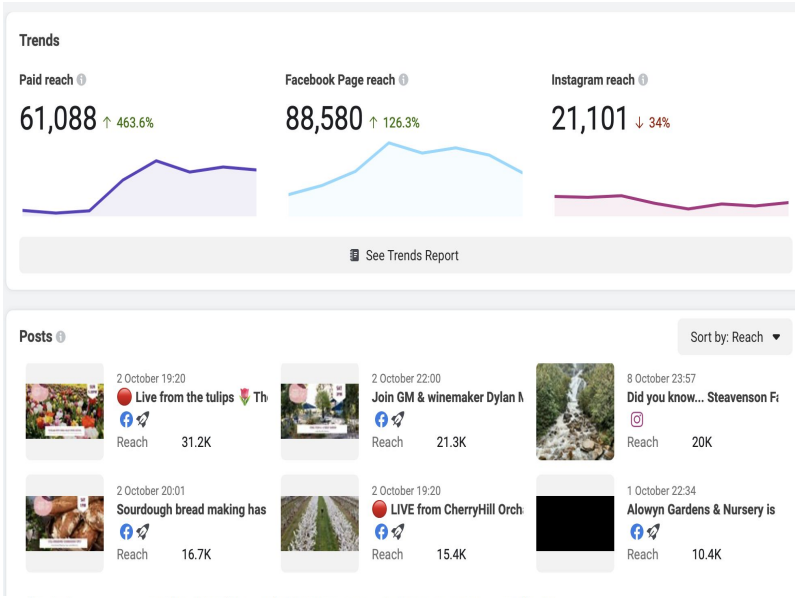 Trends
Paid reach
61,088 ↑ 463.6%
Facebook Page reach
88,580 ↑ 126.3%
Instagram reach
21,101 ↓ 34%
See Trends Report
Posts
Sort by: Reach
2 October 19:20
🔴 Live from the tulips 🌷 Th
Reach 31.2K
2 October 22:00
Join GM & winemaker Dylan M
Reach 21.3K
8 October 23:57
Did you know... Steavenson Fa
Reach 20K
2 October 20:01
Sourdough bread making has
Reach 16.7K
2 October 19:20
🔴 LIVE from CherryHill Orch
Reach 15.4K
1 October 22:34
Alowyn Gardens & Nursery is
Reach 10.4K